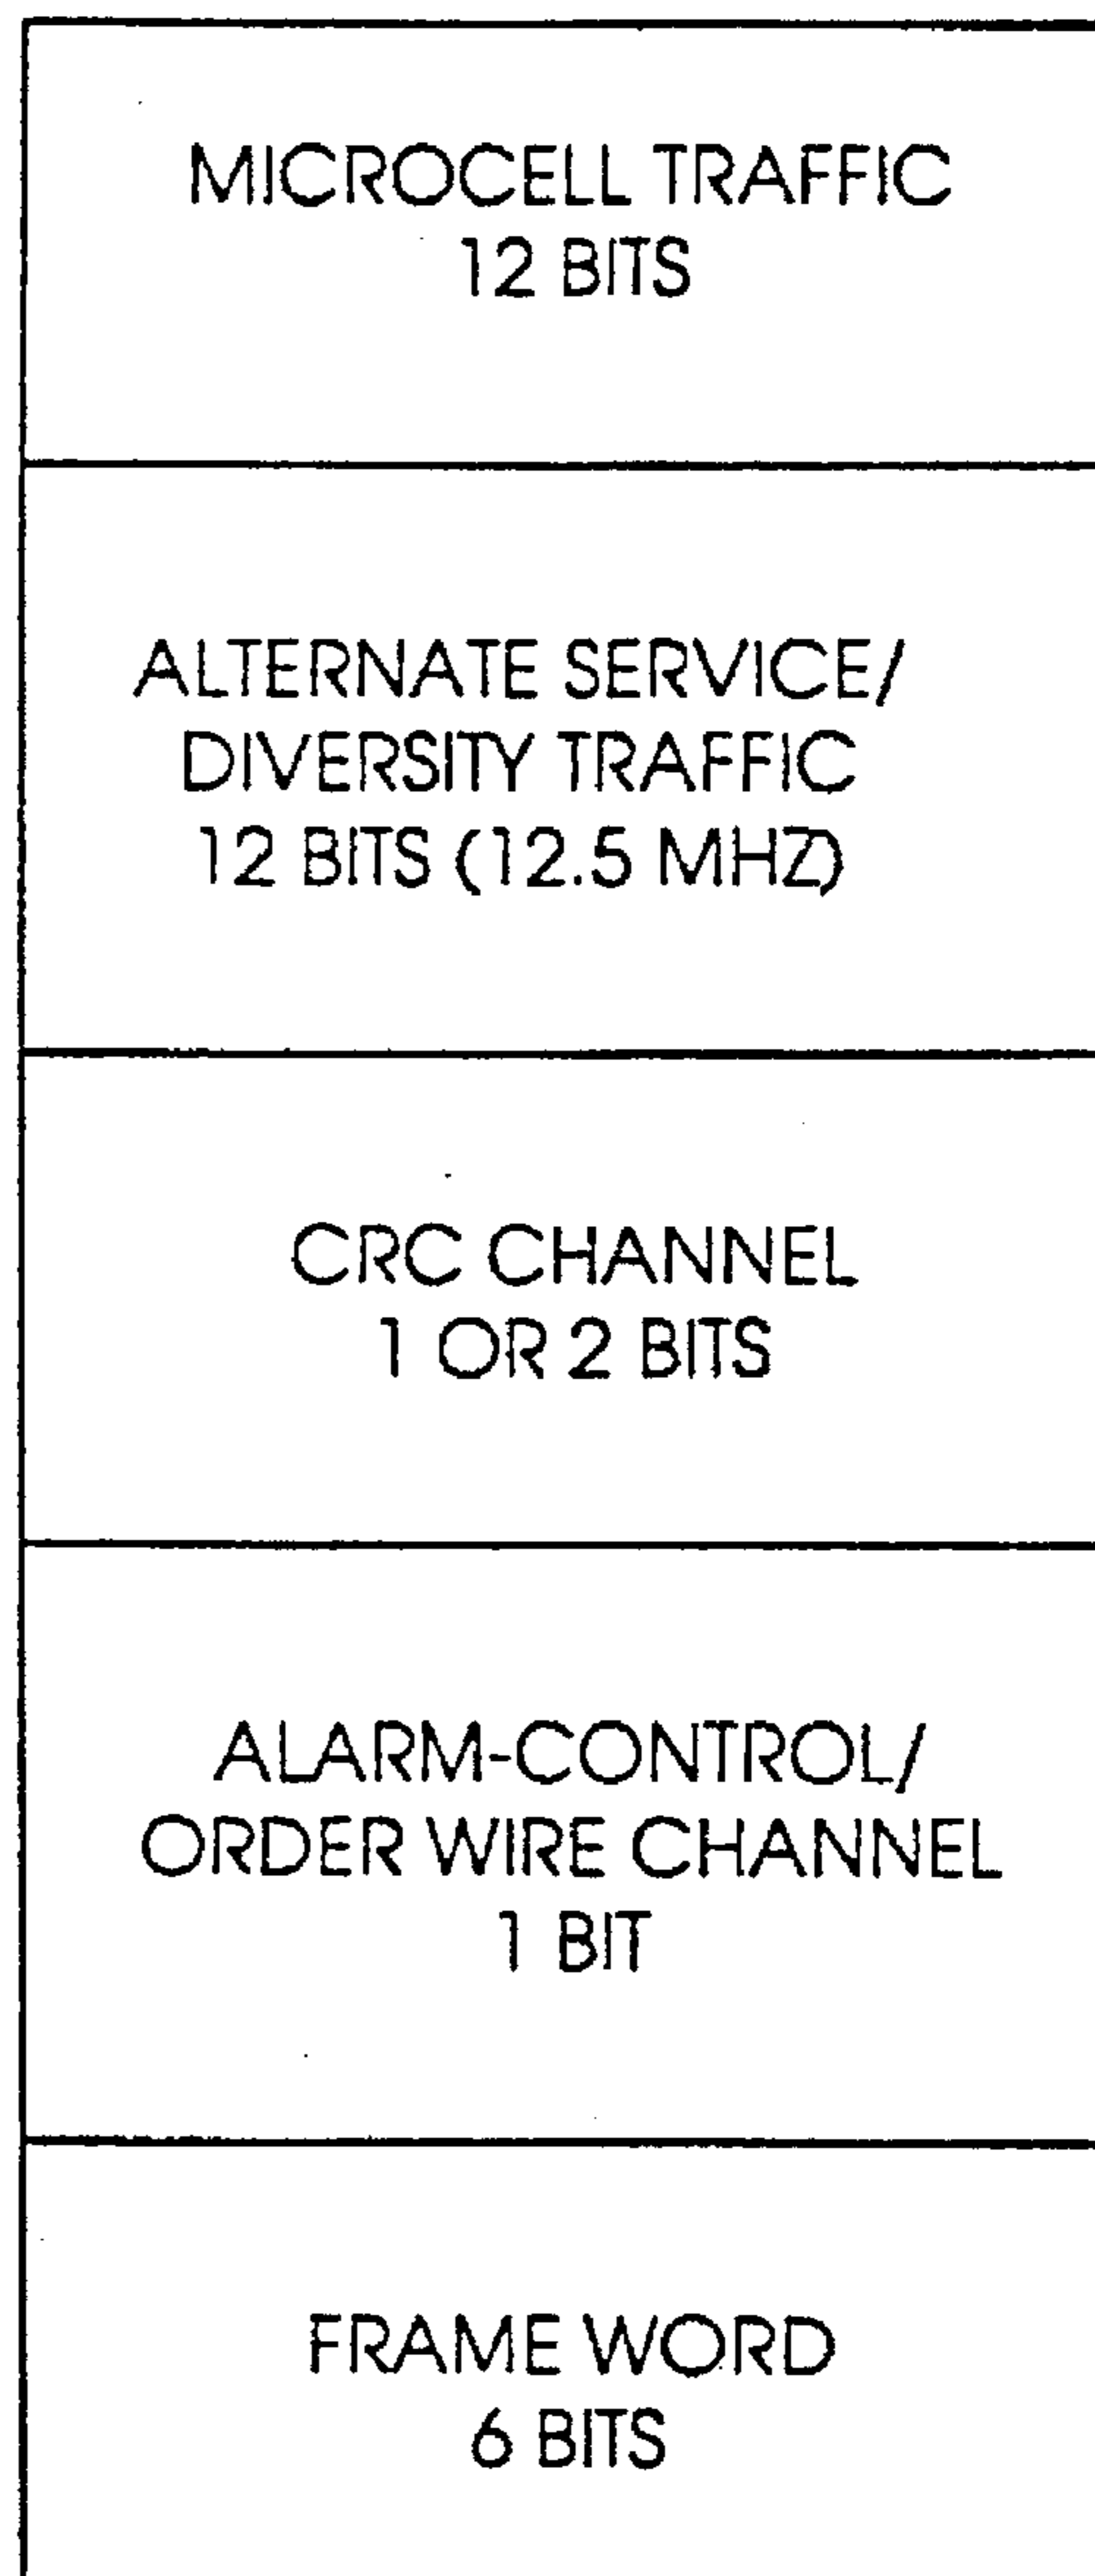 MICROCELL TRAFFIC
12 BITS
ALTERNATE SERVICE/
DIVERSITY TRAFFIC
12 BITS (12.5 MHZ)
CRC CHANNEL
1 OR 2 BITS
ALARM-CONTROL/
ORDER WIRE CHANNEL
1 BIT
FRAME WORD
6 BITS